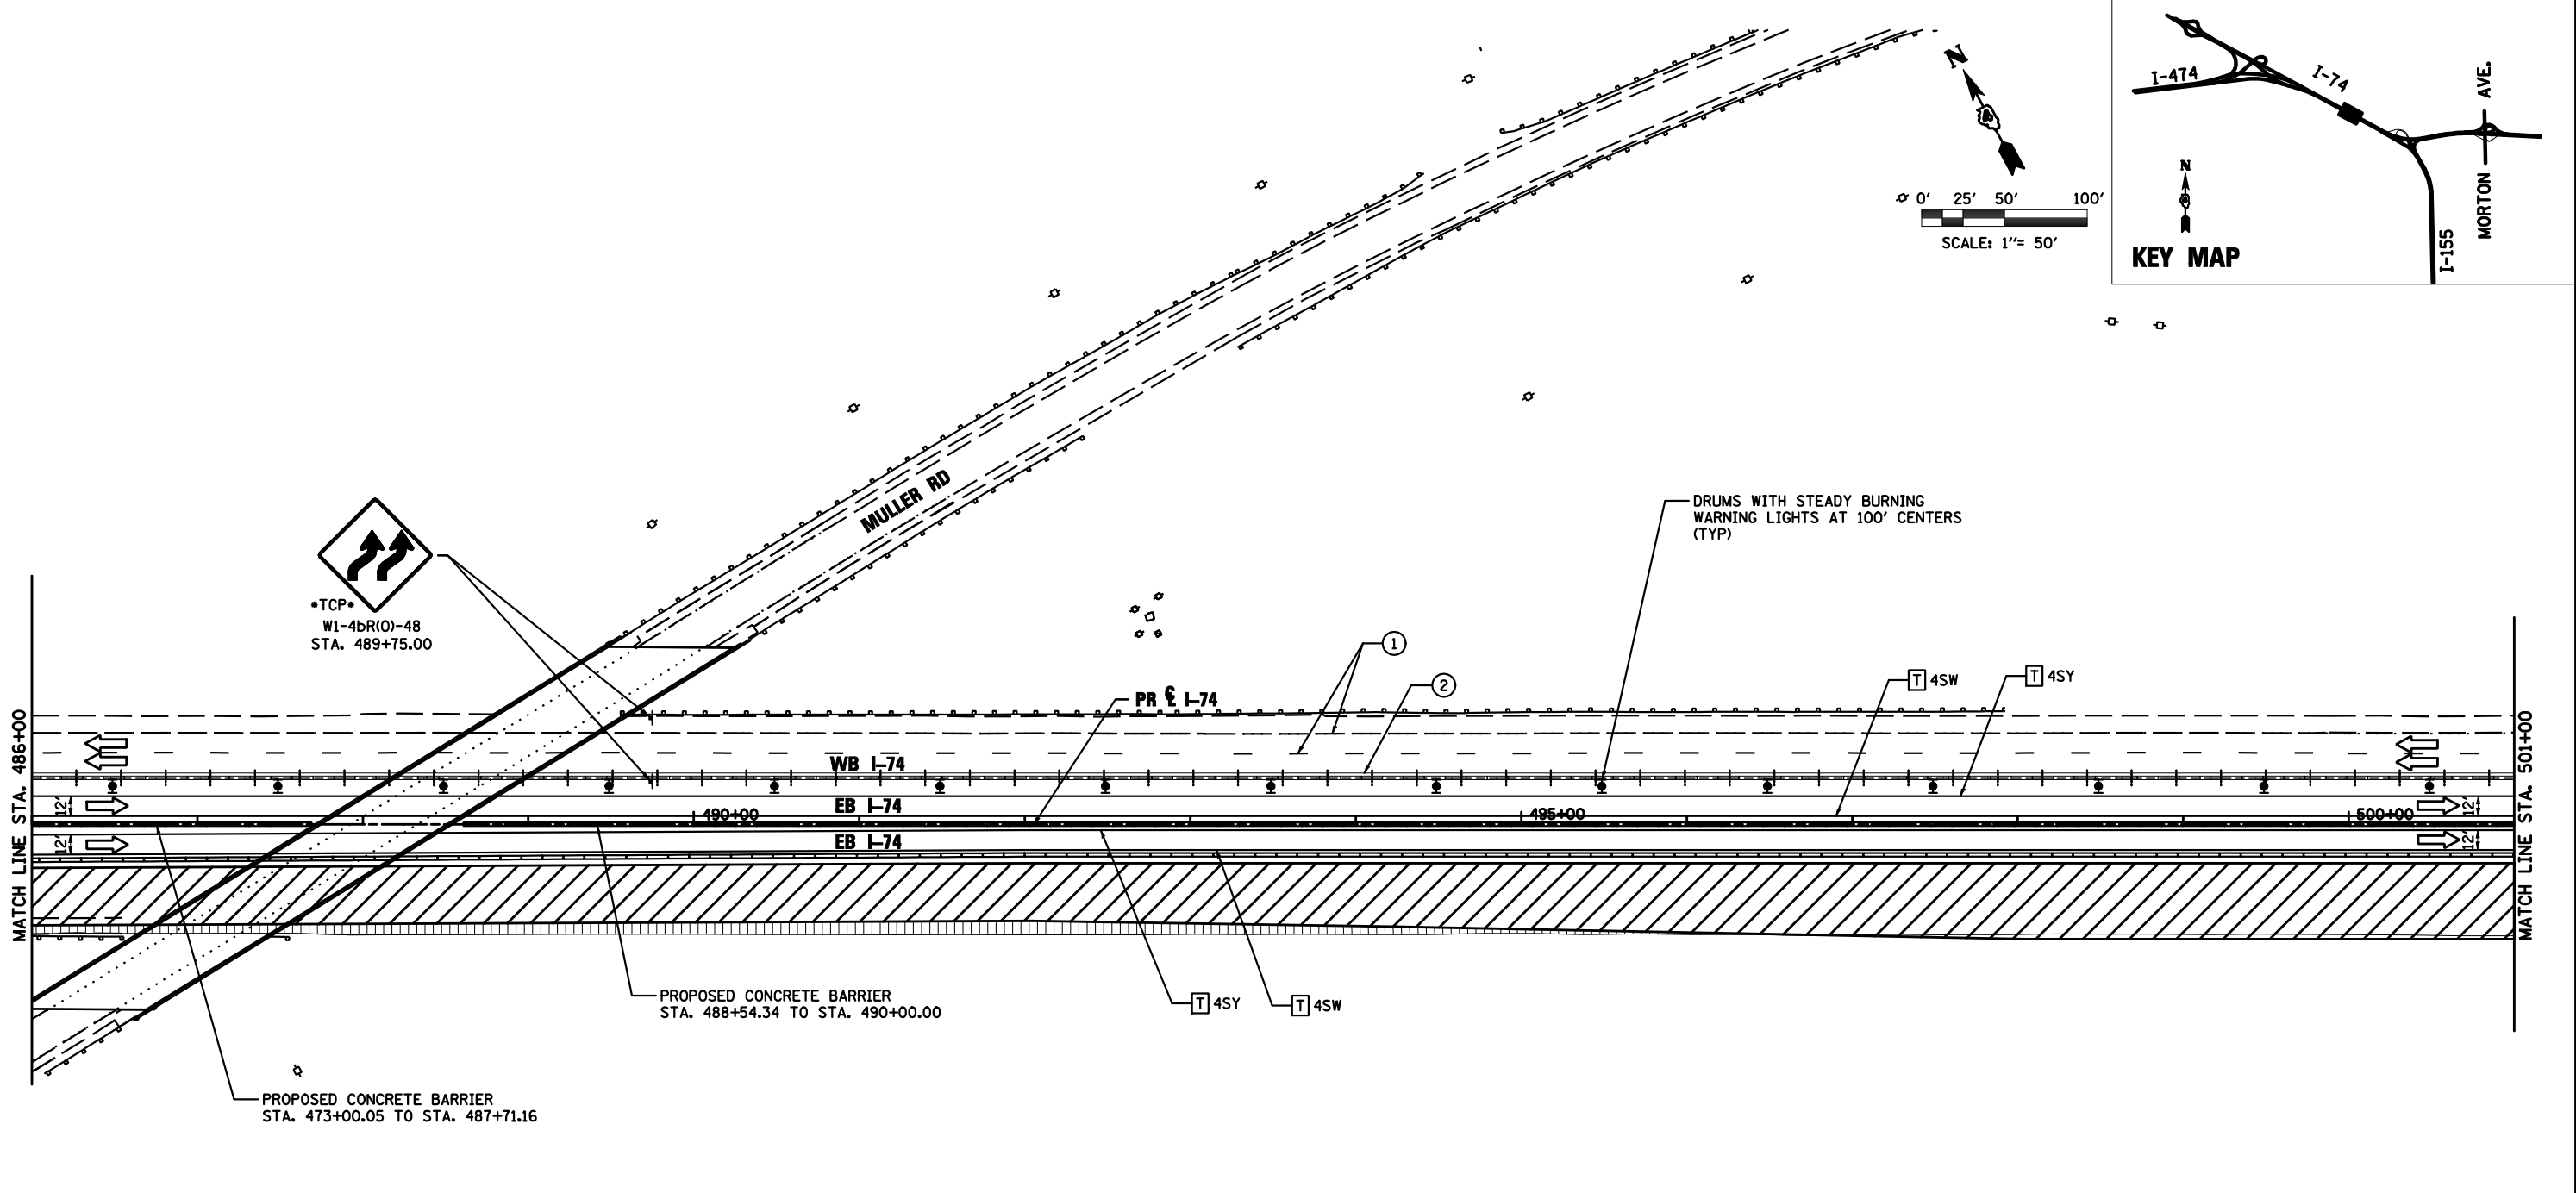 N
0' 25' 50' 100'
SCALE: 1"= 50'
I-474
I-74
MORTON AVE.
N
I-155
KEY MAP
MULLER RD
DRUMS WITH STEADY BURNING
WARNING LIGHTS AT 100' CENTERS
(TYP)
*TCP*
W1-4bR(O)-48
STA. 489+75.00
1
2
PR ℄ I-74
T 4SW
T 4SY
MATCH LINE STA. 486+00
MATCH LINE STA. 501+00
WB I-74
12'
EB I-74
12'
490+00
495+00
500+00
12'
EB I-74
12'
PROPOSED CONCRETE BARRIER
STA. 488+54.34 TO STA. 490+00.00
T 4SY
T 4SW
PROPOSED CONCRETE BARRIER
STA. 473+00.05 TO STA. 487+71.16